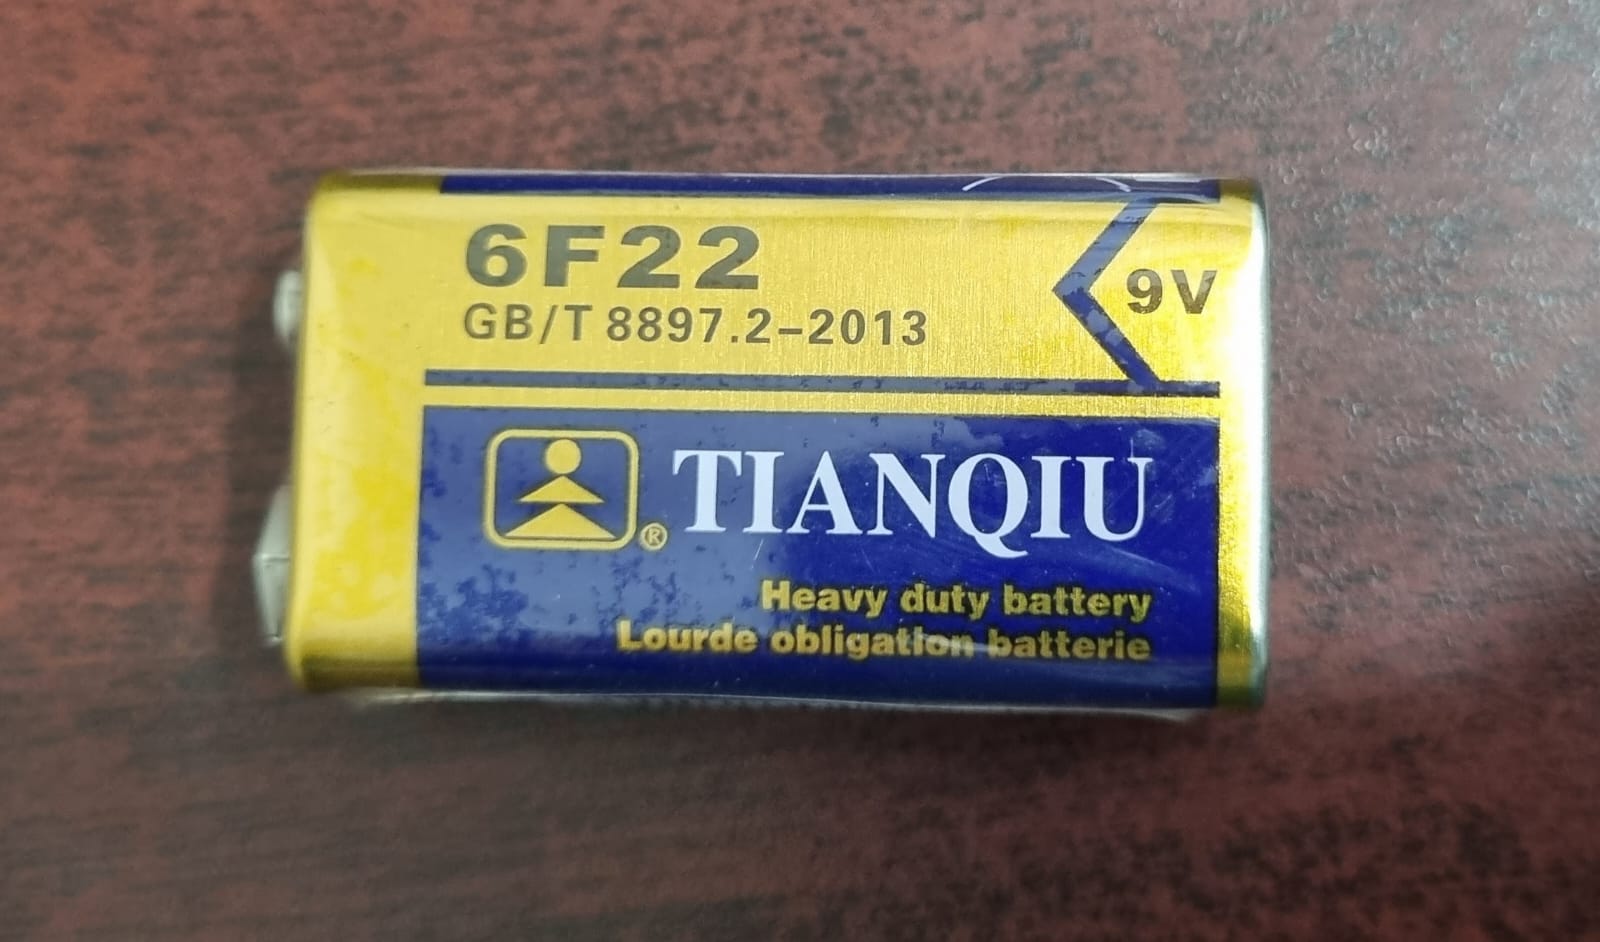 6F22
GB/T 8897.2–2013
9V
®
TIANQIU
Heavy duty battery
Lourde obligation batterie